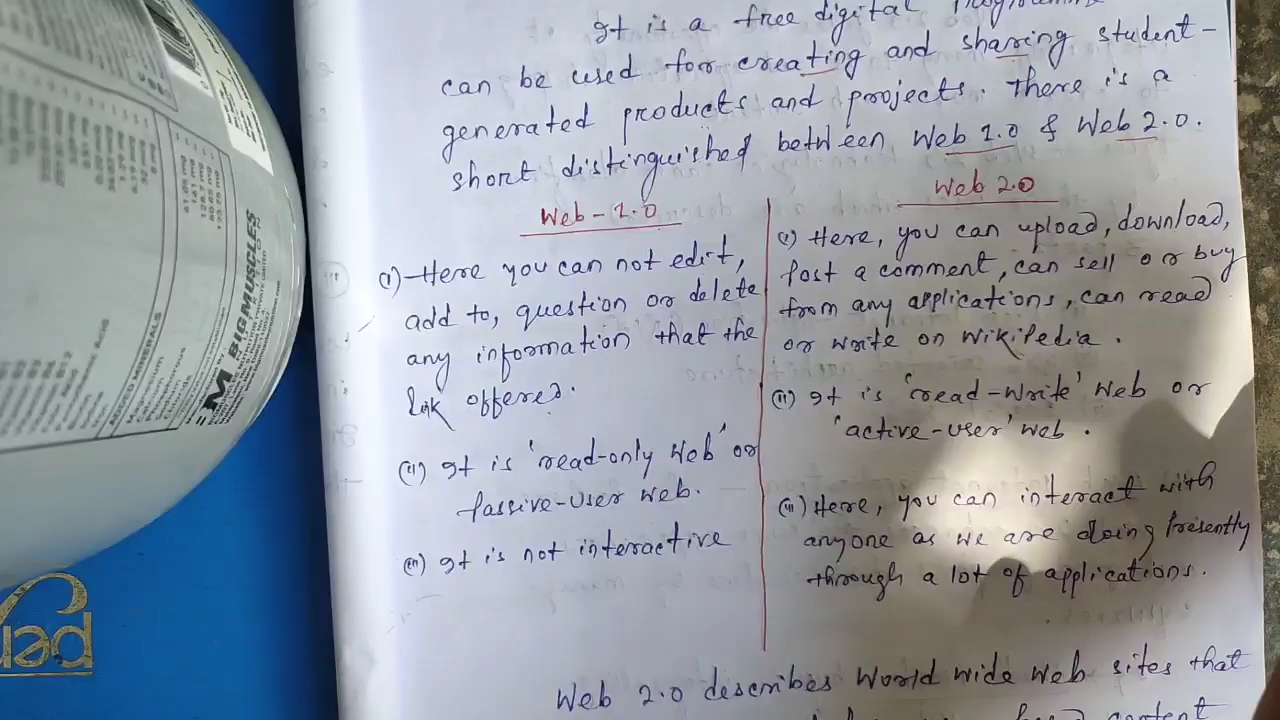 It is a free digital
can be used for creating and sharing student-
generated products and projects. There is a
short distinguished between Web 1.0 & Web 2.0.
Web-1.0
(i) Here you can not edit,
add to, question or delete
any information that the
link offered.
(ii) It is 'read-only Web' or
Passive-User Web.
(iii) It is not interactive
Web 2.0
(i) Here, you can upload, download,
Post a comment, can sell or buy
from any applications, can read
or write on Wikipedia.
(ii) It is 'read-write' Web or
'active-user' web.
(iii) Here, you can interact with
anyone as we are doing Presently
through a lot of applications.
Web 2.0 describes World Wide Web sites that
content
BIGMUSCLES
per